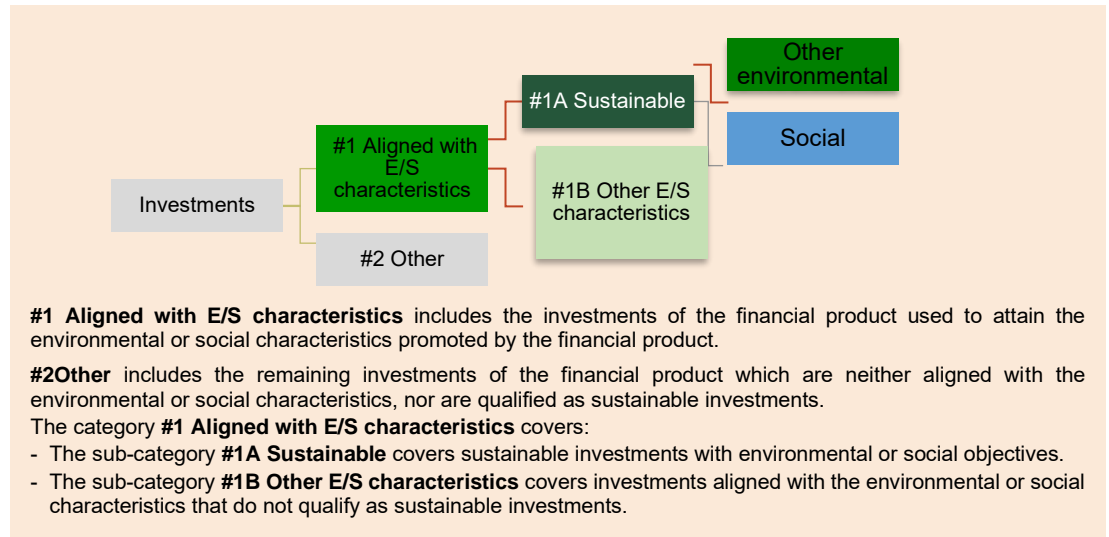 Other
environmental
#1A Sustainable
Social
#1 Aligned with
E/S
characteristics
#1B Other E/S
characteristics
Investments
#2 Other
#1 Aligned with E/S characteristics includes the investments of the financial product used to attain the
environmental or social characteristics promoted by the financial product.
#2Other includes the remaining investments of the financial product which are neither aligned with the
environmental or social characteristics, nor are qualified as sustainable investments.
The category #1 Aligned with E/S characteristics covers:
- The sub-category #1A Sustainable covers sustainable investments with environmental or social objectives.
- The sub-category #1B Other E/S characteristics covers investments aligned with the environmental or social
characteristics that do not qualify as sustainable investments.